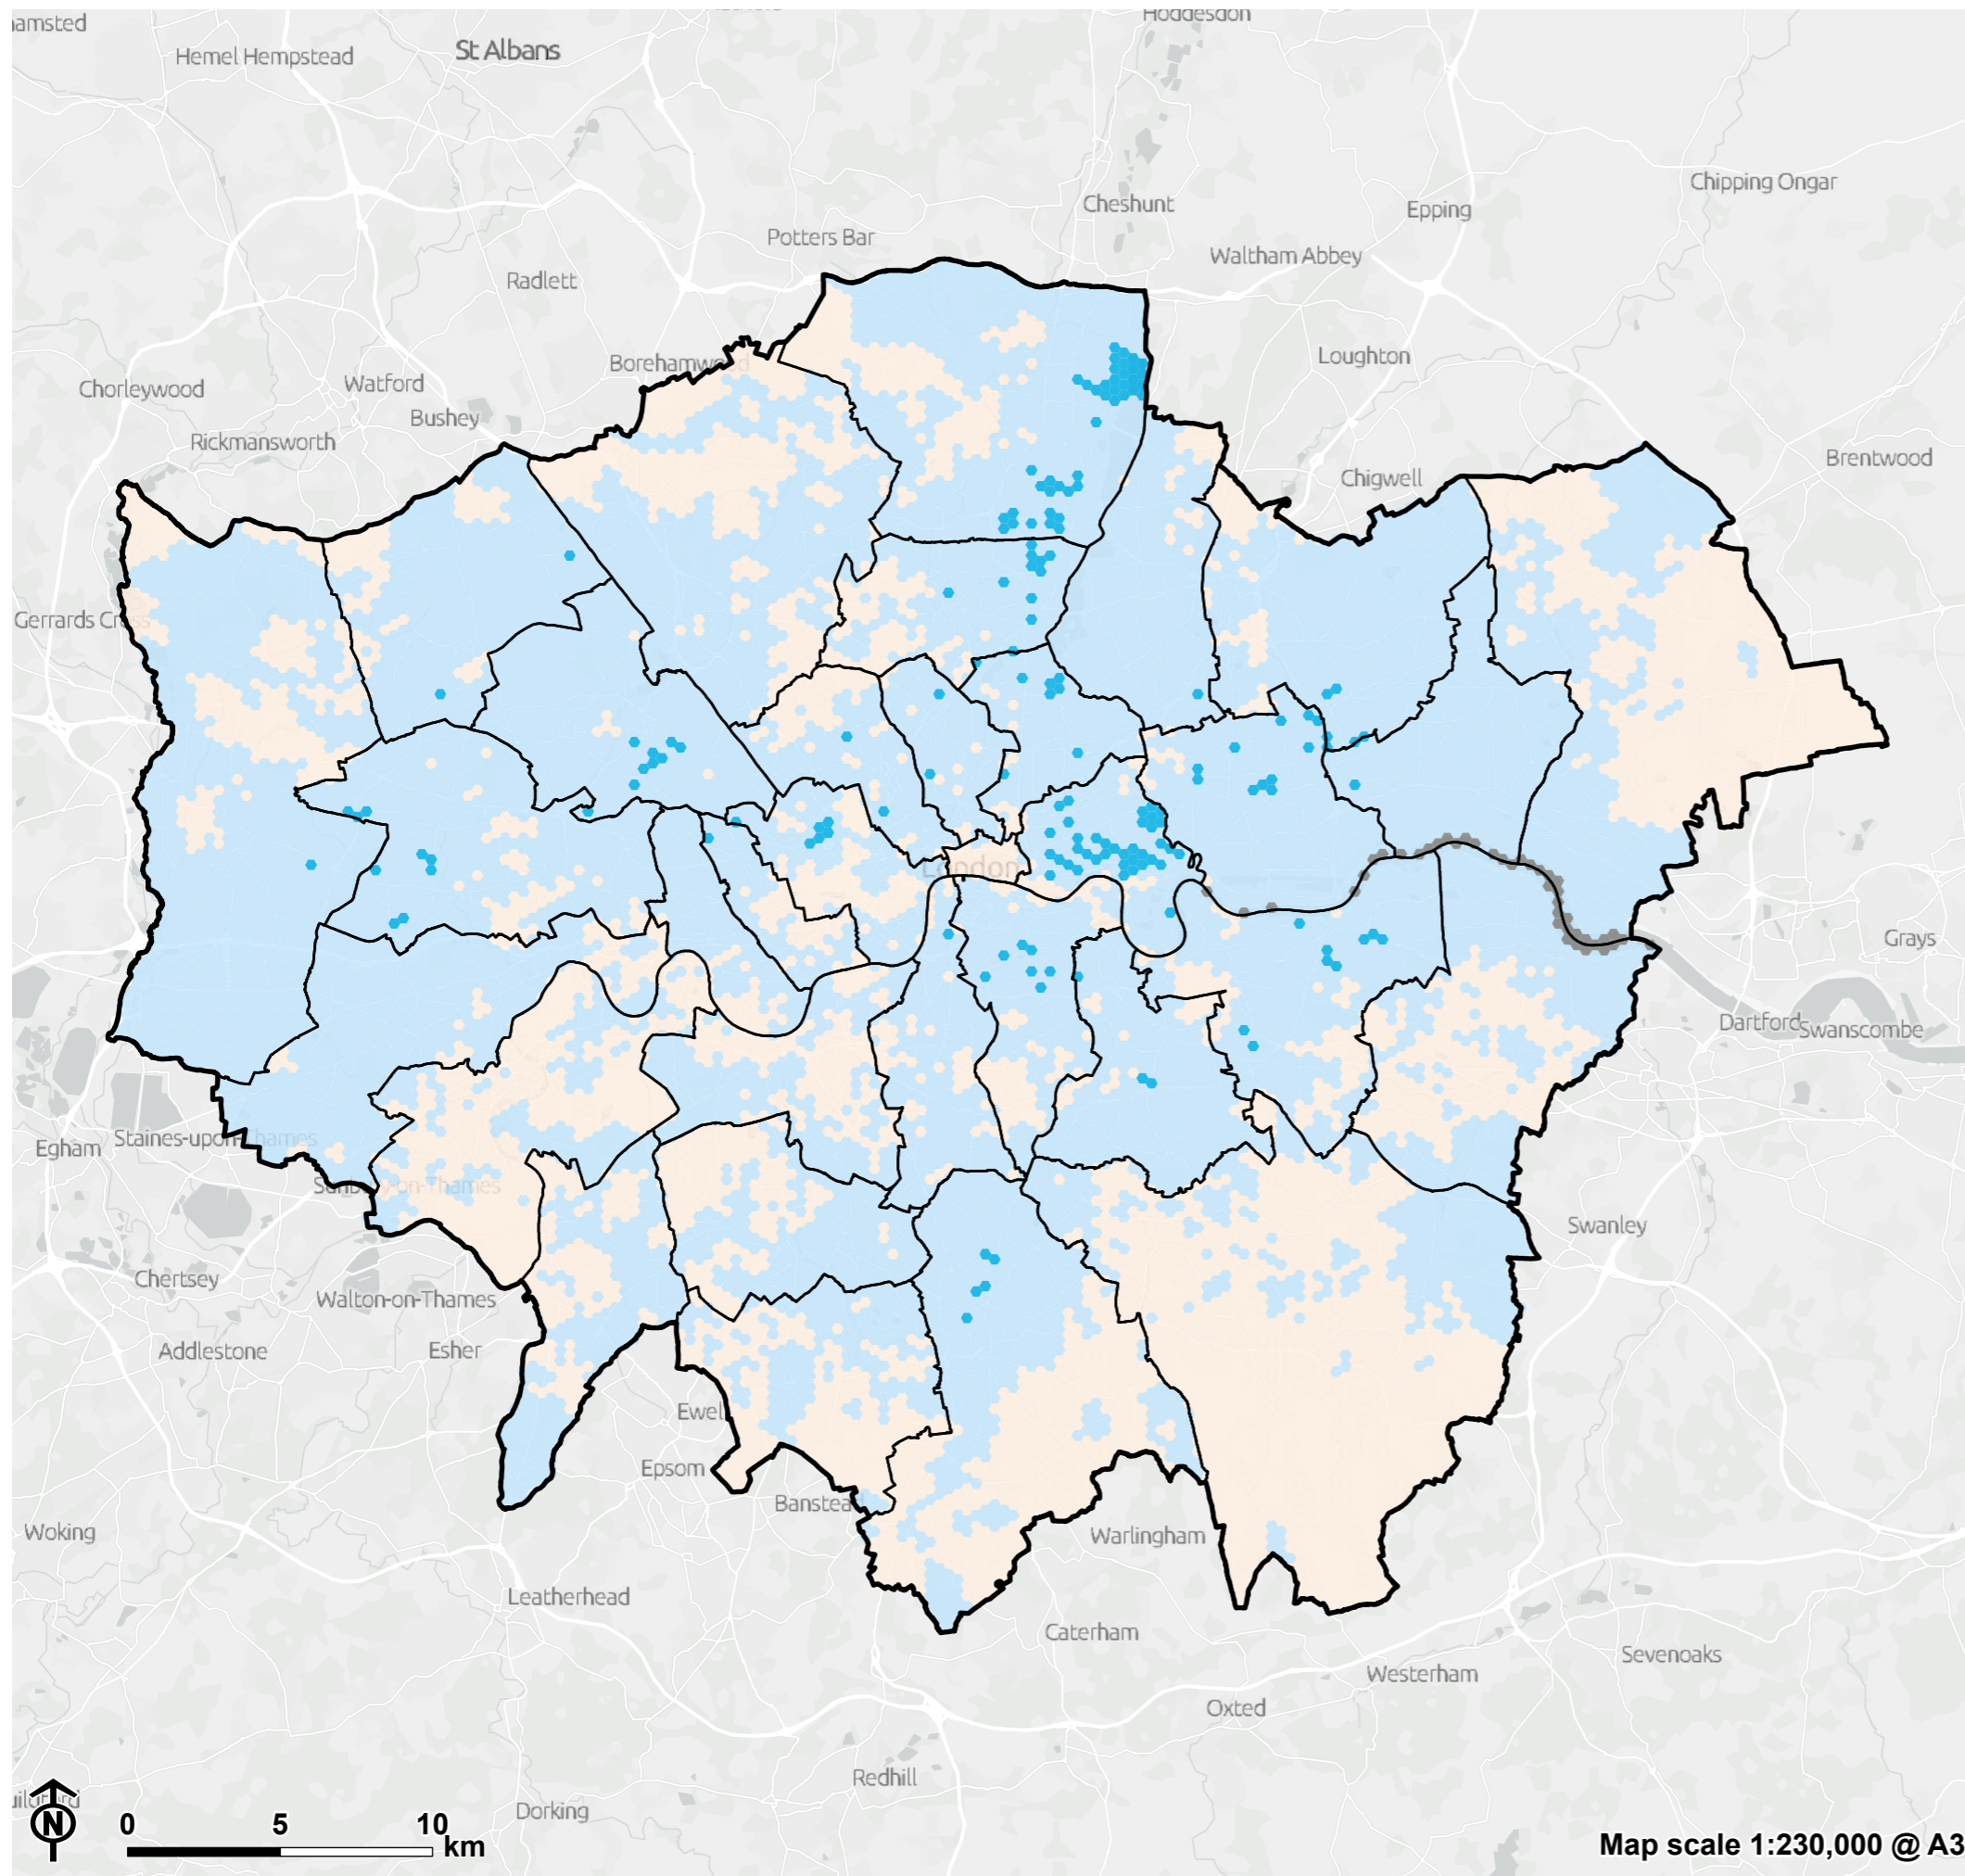 Hoddesdon
St Albans
Hemel Hempstead
Chipping Ongar
Cheshunt
Epping
Potters Bar
Waltham Abbey
Radlett
Loughton
Borehamwood
Watford
Chorleywood
Bushey
Rickmansworth
Brentwood
Chigwell
Gerrards Cross
London
Grays
Dartford
Swanscombe
Egham
Staines-upon-Thames
Sunbury-on-Thames
Swanley
Chertsey
Walton-on-Thames
Addlestone
Esher
Ewell
Epsom
Banstead
Woking
Warlingham
Leatherhead
Caterham
Sevenoaks
Westerham
Oxted
Redhill
Dorking
N
0 5 10 km
Map scale 1:230,000 @ A3